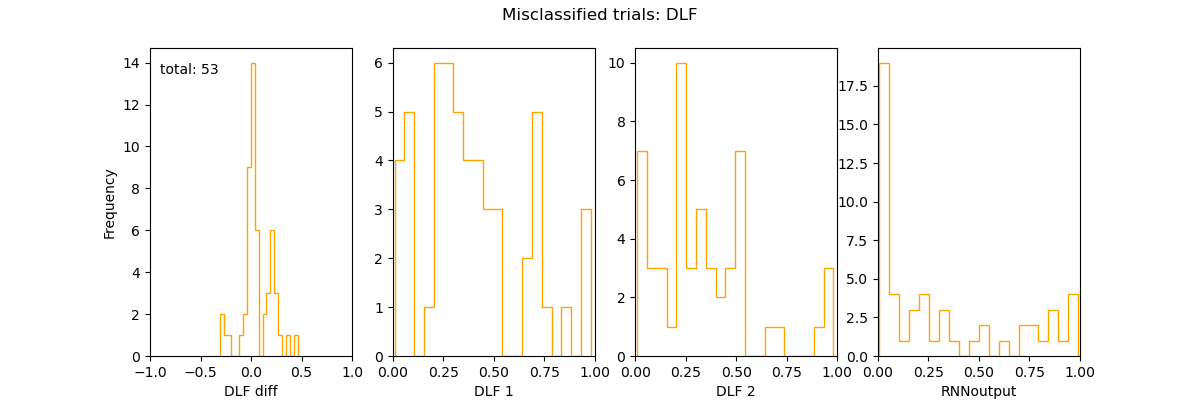 Misclassified trials: DLF
total: 53
Frequency
14
12
10
8
6
4
2
0
−1.0 −0.5 0.0 0.5 1.0
DLF diff
6
5
4
3
2
1
0
0.00 0.25 0.50 0.75 1.00
DLF 1
10
8
6
4
2
0
0.00 0.25 0.50 0.75 1.00
DLF 2
17.5
15.0
12.5
10.0
7.5
5.0
2.5
0.0
0.00 0.25 0.50 0.75 1.00
RNNoutput